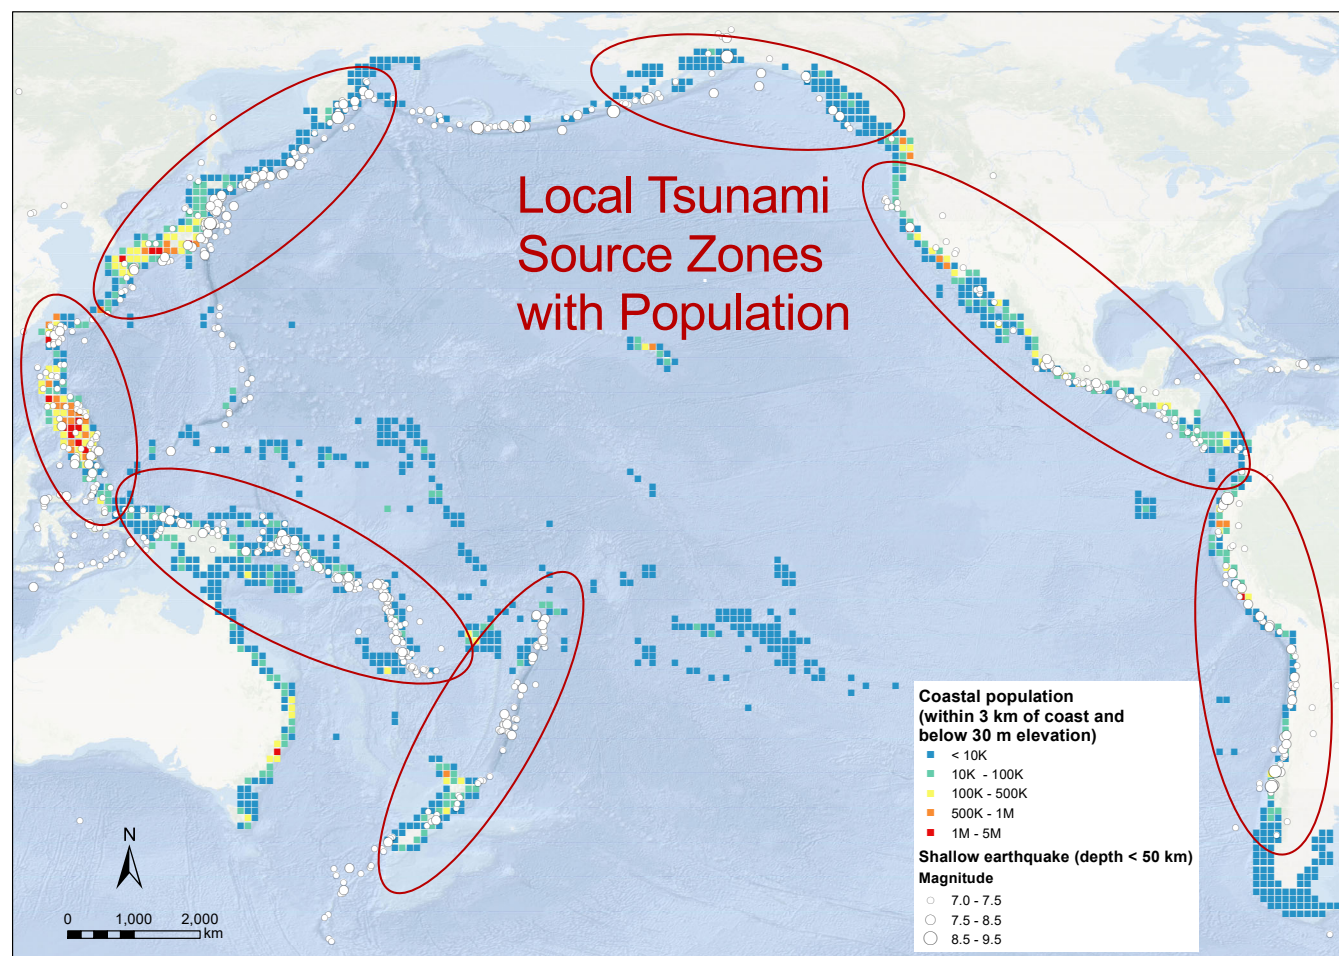 Local Tsunami
Source Zones
with Population
Coastal population
(within 3 km of coast and
below 30 m elevation)
< 10K
10K - 100K
100K - 500K
500K - 1M
1M - 5M
Shallow earthquake (depth < 50 km)
Magnitude
7.0 - 7.5
7.5 - 8.5
8.5 - 9.5
N
0 1,000 2,000
km